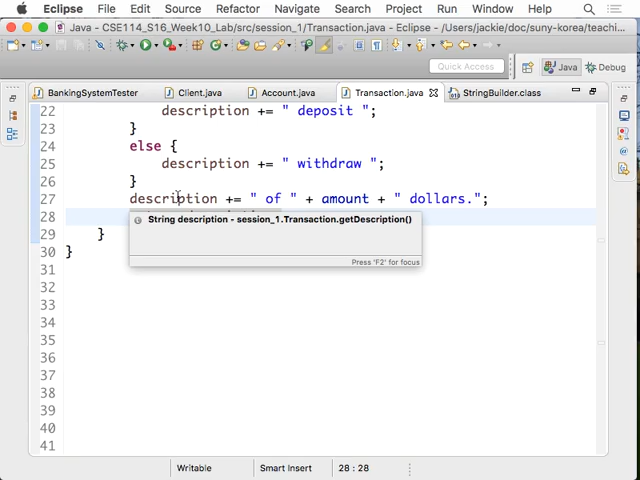 Eclipse File Edit Source Refactor Navigate Search Project Run Window Help
Java - CSE114_S16_Week10_Lab/src/session_1/Transaction.java - Eclipse - /Users/jackie/doc/suny-korea/teachi...
Quick Access Java Debug
BankingSystemTester Client.java Account.java Transaction.java StringBuilder.class
22 description += " deposit ";
23 }
24 else {
25 description += " withdraw ";
26 }
27 description += " of " + amount + " dollars.";
28
String description - session_1.Transaction.getDescription()
29 }
30 }
Press 'F2' for focus
31
32
33
34
35
36
37
38
39
40
41
Writable Smart Insert 28 : 28